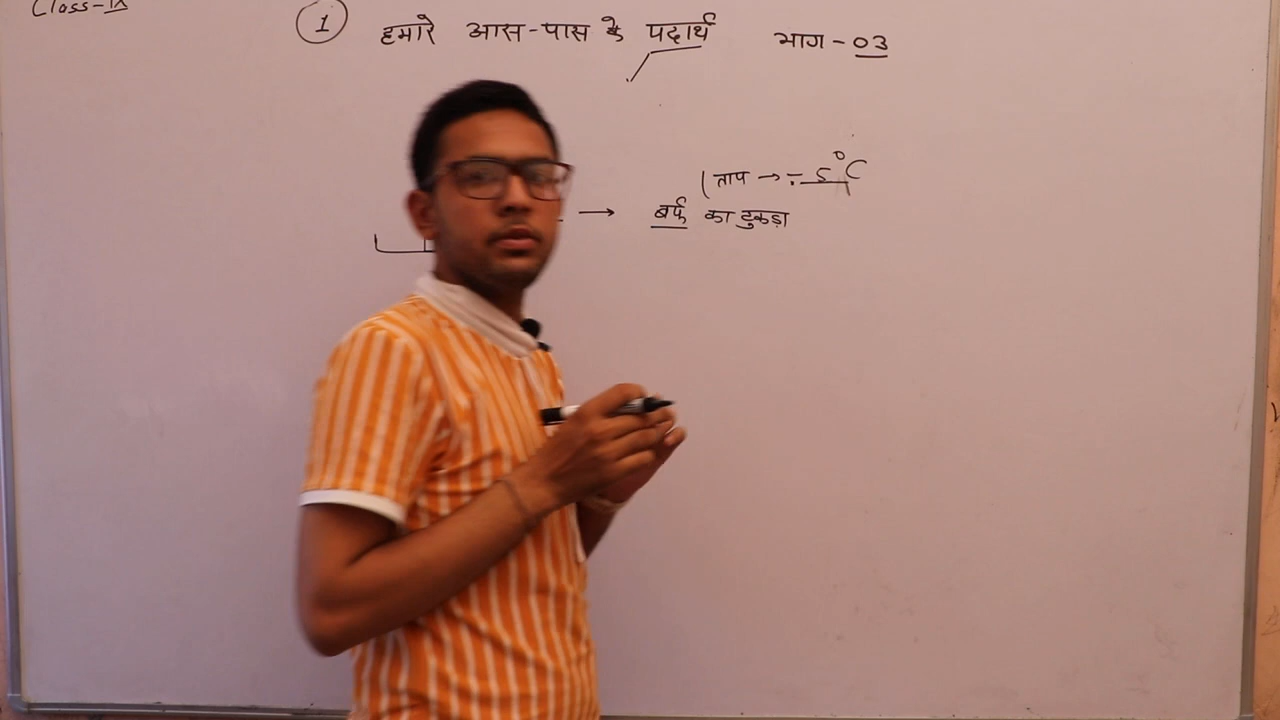 Class-IX
1 हमारे आस-पास के पदार्थ भाग-03
(ताप → -5°C
→ बर्फ का टुकड़ा